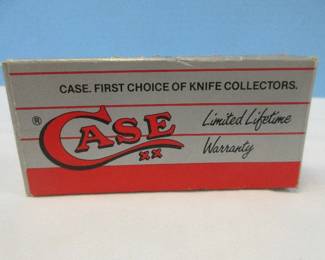 CASE. FIRST CHOICE OF KNIFE COLLECTORS.
® CASE XX
Limited Lifetime
Warranty